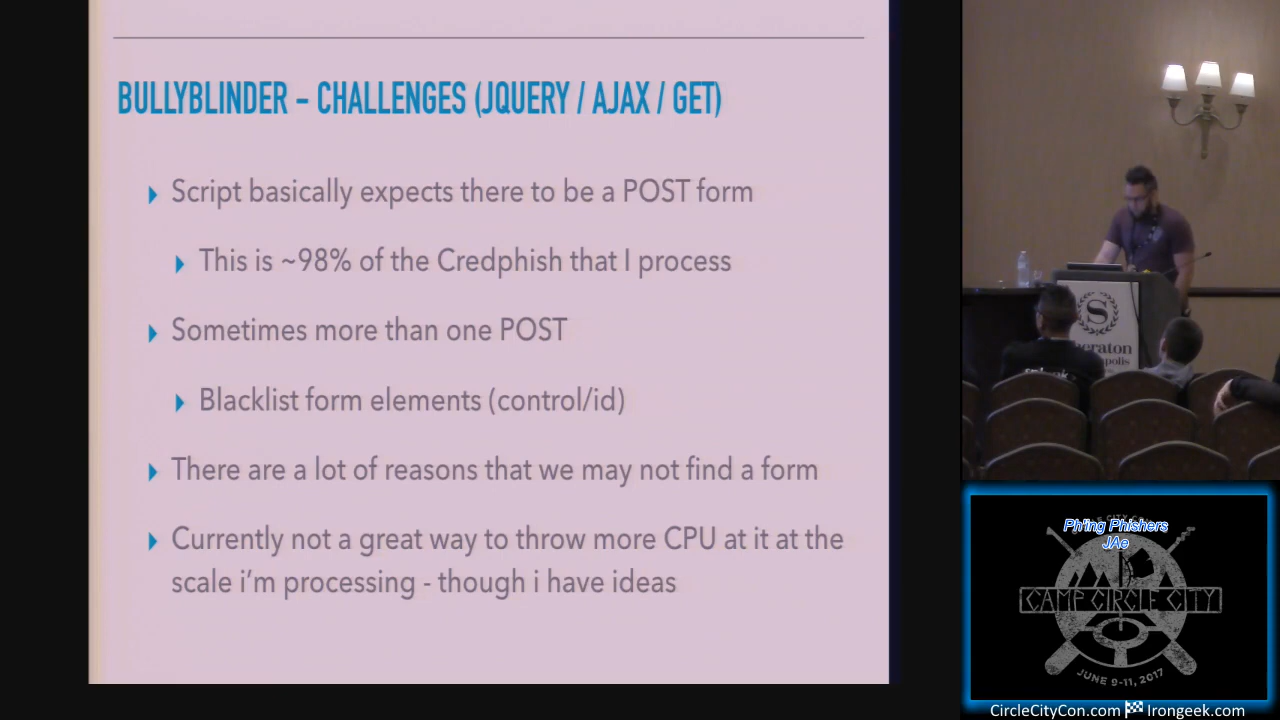 BULLYBLINDER – CHALLENGES (JQUERY / AJAX / GET)
Script basically expects there to be a POST form
This is ~98% of the Credphish that I process
Sometimes more than one POST
Blacklist form elements (control/id)
There are a lot of reasons that we may not find a form
Currently not a great way to throw more CPU at it at the
scale i'm processing - though i have ideas
S
Ph'ing Phishers
JAe
CAMP CIRCLE CITY
JUNE 9-11, 2017
CircleCityCon.com Irongeek.com